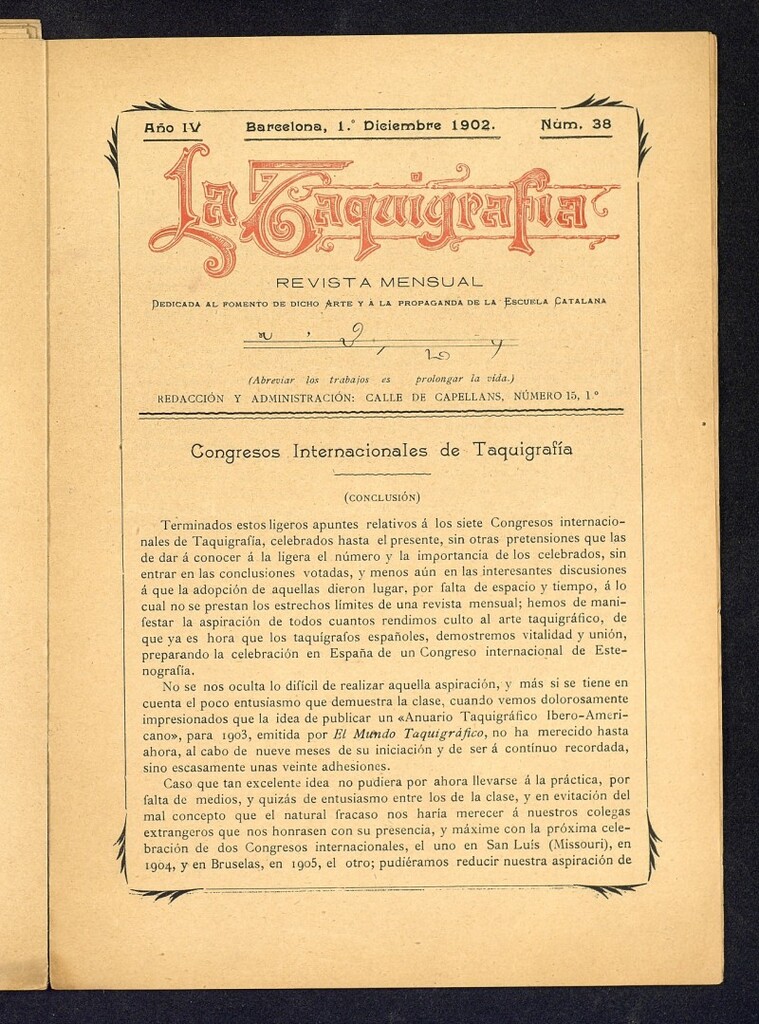 Año IV
Barcelona, 1.° Diciembre 1902.
Núm. 38
La Taquigrafía
REVISTA MENSUAL
DEDICADA AL FOMENTO DE DICHO ARTE Y A LA PROPAGANDA DE LA ESCUELA CATALANA
(Abreviar los trabajos es prolongar la vida.)
REDACCIÓN Y ADMINISTRACIÓN: CALLE DE CAPELLANS, NÚMERO 15, 1.°
Congresos Internacionales de Taquigrafía
(CONCLUSIÓN)
Terminados estos ligeros apuntes relativos á los siete Congresos internacio-
nales de Taquigrafía, celebrados hasta el presente, sin otras pretensiones que las
de dar á conocer á la ligera el número y la importancia de los celebrados, sin
entrar en las conclusiones votadas, y menos aún en las interesantes discusiones
á que la adopción de aquellas dieron lugar, por falta de espacio y tiempo, á lo
cual no se prestan los estrechos límites de una revista mensual; hemos de mani-
festar la aspiración de todos cuantos rendimos culto al arte taquigráfico, de
que ya es hora que los taquígrafos españoles, demostremos vitalidad y unión,
preparando la celebración en España de un Congreso internacional de Este-
nografía.
No se nos oculta lo difícil de realizar aquella aspiración, y más si se tiene en
cuenta el poco entusiasmo que demuestra la clase, cuando vemos dolorosamente
impresionados que la idea de publicar un «Anuario Taquigráfico Ibero-Ameri-
cano», para 1903, emitida por El Mundo Taquigráfico, no ha merecido hasta
ahora, al cabo de nueve meses de su iniciación y de ser á contínuo recordada,
sino escasamente unas veinte adhesiones.
Caso que tan excelente idea no pudiera por ahora llevarse á la práctica, por
falta de medios, y quizás de entusiasmo entre los de la clase, y en evitación del
mal concepto que el natural fracaso nos haría merecer á nuestros colegas
extrangeros que nos honrasen con su presencia, y máxime con la próxima cele-
bración de dos Congresos internacionales, el uno en San Luís (Missouri), en
1904, y en Bruselas, en 1905, el otro; pudiéramos reducir nuestra aspiración de